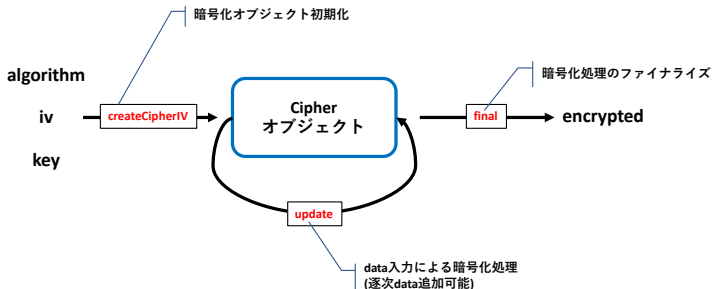 暗号化オブジェクト初期化
暗号化処理のファイナライズ
algorithm
iv
key
createCipherIV
Cipher
オブジェクト
final
encrypted
update
data入力による暗号化処理
(逐次data追加可能)